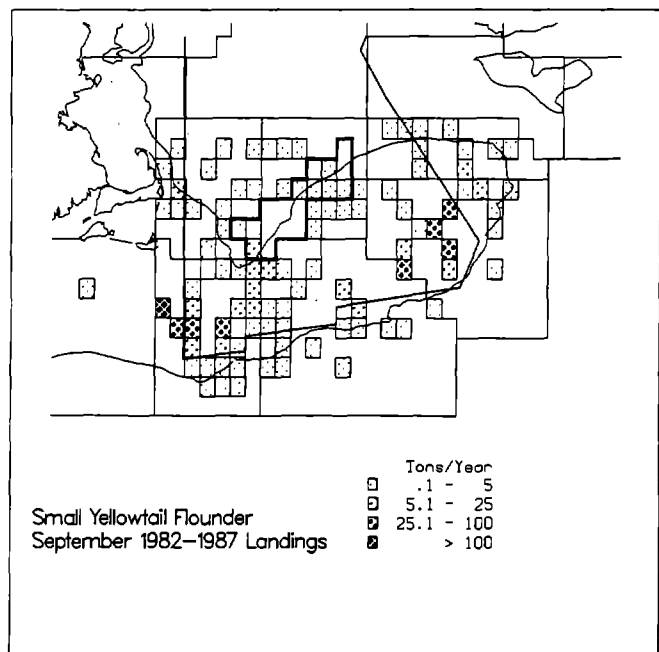 Tons/Year
.1 - 5
5.1 - 25
25.1 - 100
> 100
Small Yellowtail Flounder
September 1982-1987 Landings